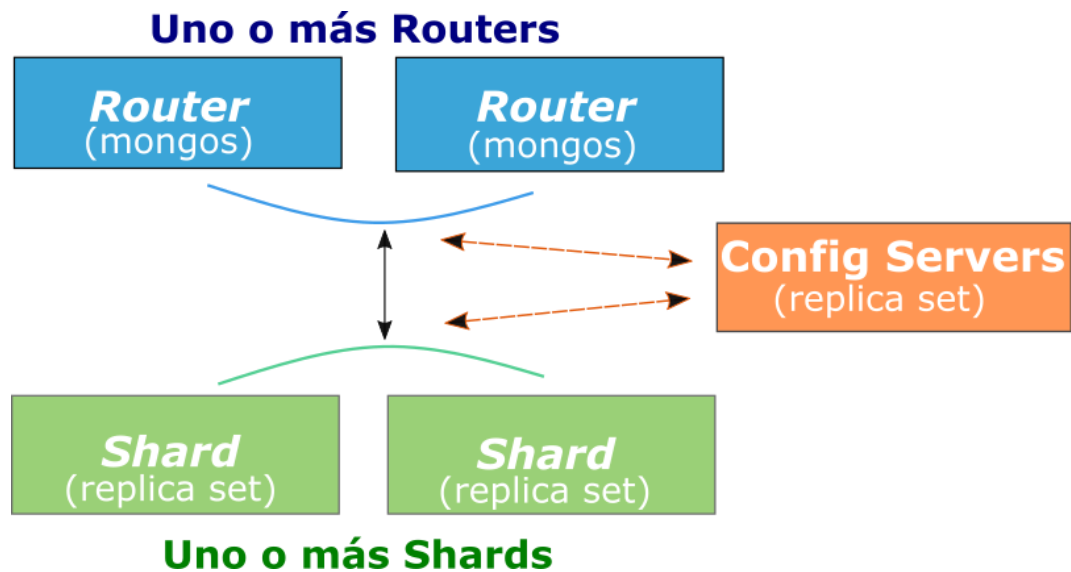 Uno o más Routers
Router
(mongos)
Router
(mongos)
Config Servers
(replica set)
Shard
(replica set)
Shard
(replica set)
Uno o más Shards